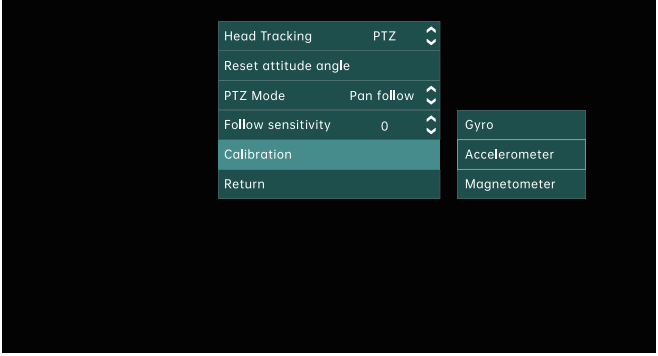 Head Tracking PTZ
Reset attitude angle
PTZ Mode Pan follow
Follow sensitivity 0
Calibration
Return
Gyro
Accelerometer
Magnetometer